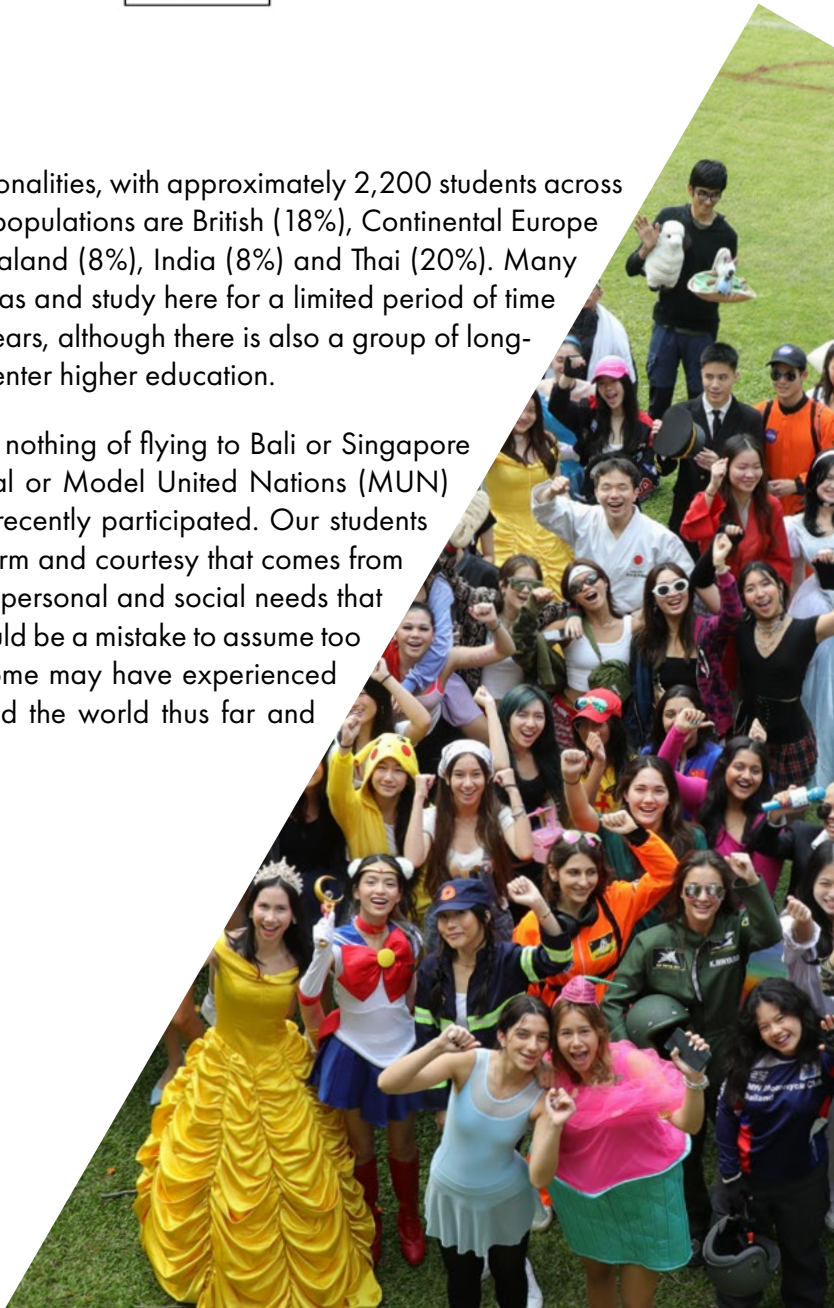 onalities, with approximately 2,200 students across
populations are British (18%), Continental Europe
aland (8%), India (8%) and Thai (20%). Many
as and study here for a limited period of time
ears, although there is also a group of long-
enter higher education.
nothing of flying to Bali or Singapore
al or Model United Nations (MUN)
recently participated. Our students
rm and courtesy that comes from
personal and social needs that
uld be a mistake to assume too
ome may have experienced
d the world thus far and